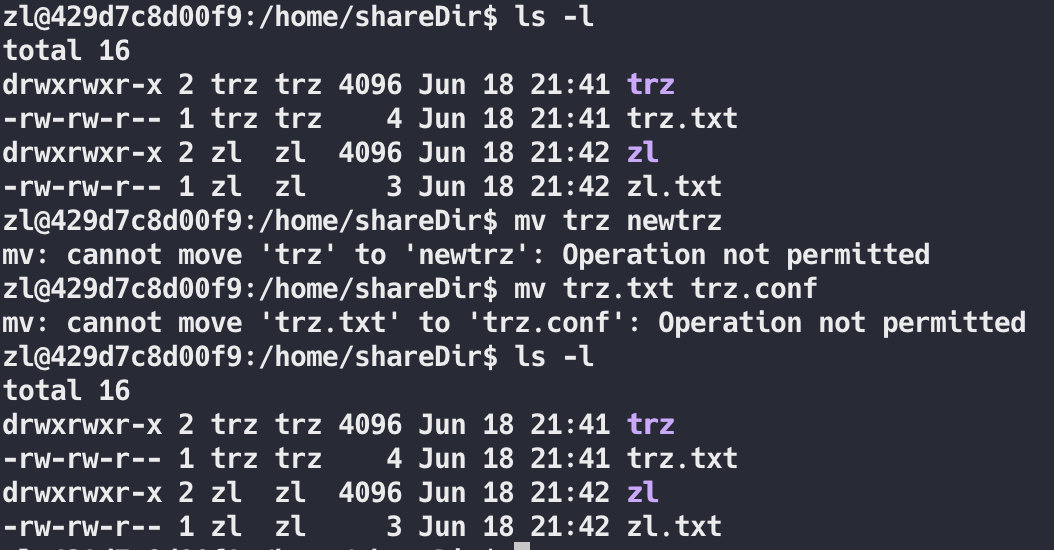 zl@429d7c8d00f9:/home/shareDir$ ls -l
total 16
drwxrwxr-x 2 trz trz 4096 Jun 18 21:41 trz
-rw-rw-r-- 1 trz trz    4 Jun 18 21:41 trz.txt
drwxrwxr-x 2 zl  zl  4096 Jun 18 21:42 zl
-rw-rw-r-- 1 zl  zl     3 Jun 18 21:42 zl.txt
zl@429d7c8d00f9:/home/shareDir$ mv trz newtrz
mv: cannot move 'trz' to 'newtrz': Operation not permitted
zl@429d7c8d00f9:/home/shareDir$ mv trz.txt trz.conf
mv: cannot move 'trz.txt' to 'trz.conf': Operation not permitted
zl@429d7c8d00f9:/home/shareDir$ ls -l
total 16
drwxrwxr-x 2 trz trz 4096 Jun 18 21:41 trz
-rw-rw-r-- 1 trz trz    4 Jun 18 21:41 trz.txt
drwxrwxr-x 2 zl  zl  4096 Jun 18 21:42 zl
-rw-rw-r-- 1 zl  zl     3 Jun 18 21:42 zl.txt